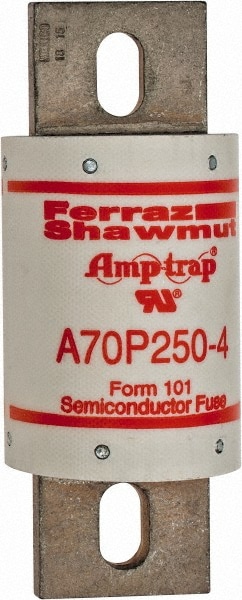 Ferraz
Shawmut
Amp-trap
®
A70P250-4
Form 101
Semiconductor Fuse